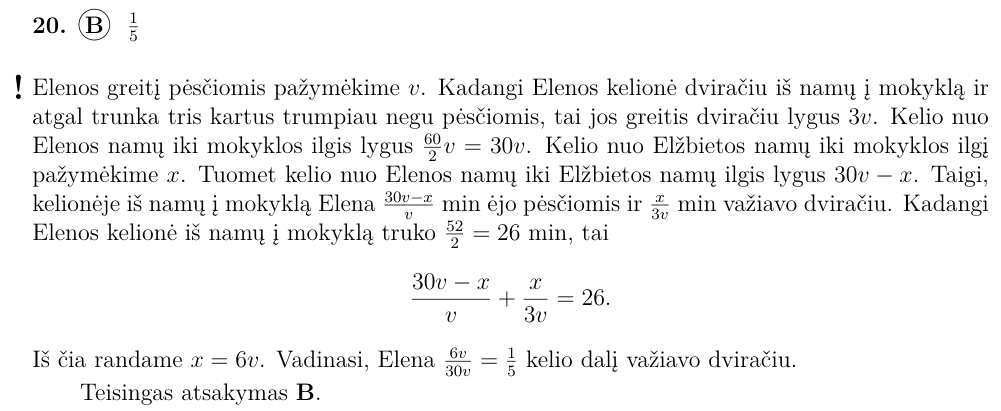 20. Ⓑ 1/5
! Elenos greitį pėsčiomis pažymėkime v. Kadangi Elenos kelionė dviračiu iš namų į mokyklą ir
atgal trunka tris kartus trumpiau negu pėsčiomis, tai jos greitis dviračiu lygus 3v. Kelio nuo
Elenos namų iki mokyklos ilgis lygus 60/2 v = 30v. Kelio nuo Elžbietos namų iki mokyklos ilgį
pažymėkime x. Tuomet kelio nuo Elenos namų iki Elžbietos namų ilgis lygus 30v − x. Taigi,
kelionėje iš namų į mokyklą Elena (30v−x)/v min ėjo pėsčiomis ir x/3v min važiavo dviračiu. Kadangi
Elenos kelionė iš namų į mokyklą truko 52/2 = 26 min, tai
(30v − x)/v + x/3v = 26.
Iš čia randame x = 6v. Vadinasi, Elena 6v/30v = 1/5 kelio dalį važiavo dviračiu.
Teisingas atsakymas B.